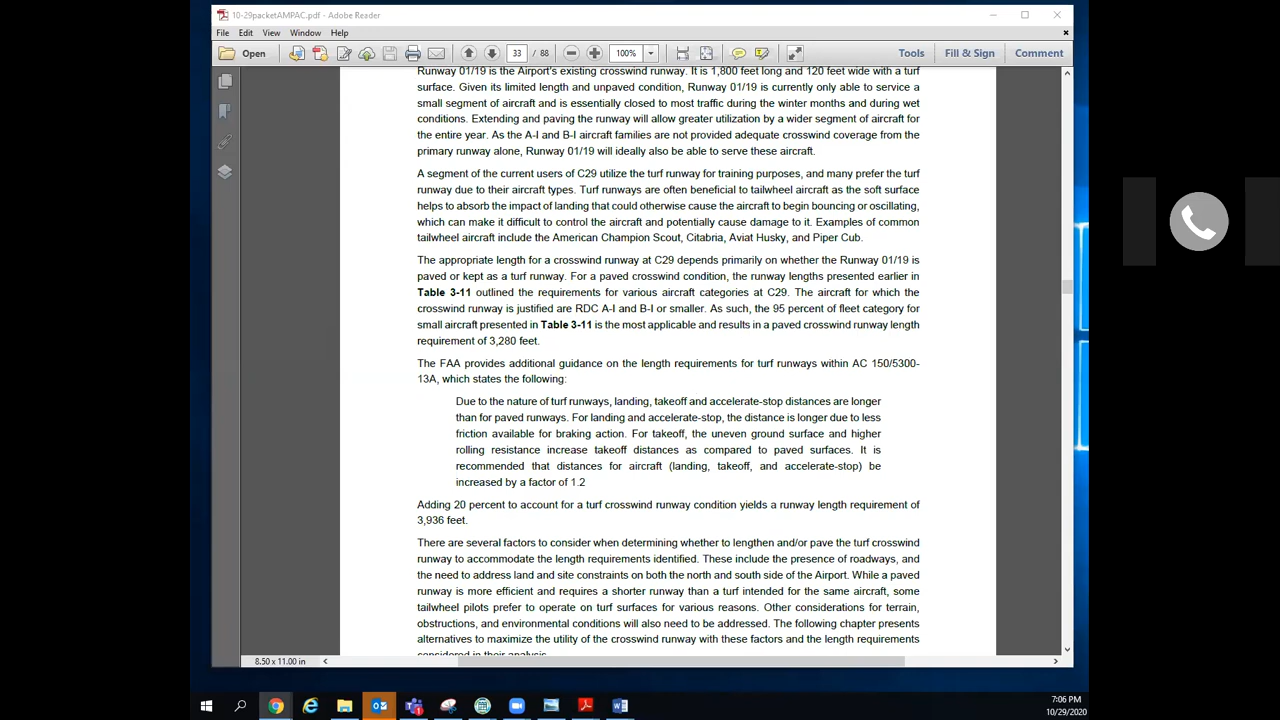 10-29packetAMPAC.pdf - Adobe Reader
File Edit View Window Help
Open 33 / 88 100% Tools Fill & Sign Comment
Runway 01/19 is the Airport's existing crosswind runway. It is 1,800 feet long and 120 feet wide with a turf
surface. Given its limited length and unpaved condition, Runway 01/19 is currently only able to service a
small segment of aircraft and is essentially closed to most traffic during the winter months and during wet
conditions. Extending and paving the runway will allow greater utilization by a wider segment of aircraft for
the entire year. As the A-I and B-I aircraft families are not provided adequate crosswind coverage from the
primary runway alone, Runway 01/19 will ideally also be able to serve these aircraft.
A segment of the current users of C29 utilize the turf runway for training purposes, and many prefer the turf
runway due to their aircraft types. Turf runways are often beneficial to tailwheel aircraft as the soft surface
helps to absorb the impact of landing that could otherwise cause the aircraft to begin bouncing or oscillating,
which can make it difficult to control the aircraft and potentially cause damage to it. Examples of common
tailwheel aircraft include the American Champion Scout, Citabria, Aviat Husky, and Piper Cub.
The appropriate length for a crosswind runway at C29 depends primarily on whether the Runway 01/19 is
paved or kept as a turf runway. For a paved crosswind condition, the runway lengths presented earlier in
Table 3-11 outlined the requirements for various aircraft categories at C29. The aircraft for which the
crosswind runway is justified are RDC A-I and B-I or smaller. As such, the 95 percent of fleet category for
small aircraft presented in Table 3-11 is the most applicable and results in a paved crosswind runway length
requirement of 3,280 feet.
The FAA provides additional guidance on the length requirements for turf runways within AC 150/5300-
13A, which states the following:
Due to the nature of turf runways, landing, takeoff and accelerate-stop distances are longer
than for paved runways. For landing and accelerate-stop, the distance is longer due to less
friction available for braking action. For takeoff, the uneven ground surface and higher
rolling resistance increase takeoff distances as compared to paved surfaces. It is
recommended that distances for aircraft (landing, takeoff, and accelerate-stop) be
increased by a factor of 1.2
Adding 20 percent to account for a turf crosswind runway condition yields a runway length requirement of
3,936 feet.
There are several factors to consider when determining whether to lengthen and/or pave the turf crosswind
runway to accommodate the length requirements identified. These include the presence of roadways, and
the need to address land and site constraints on both the north and south side of the Airport. While a paved
runway is more efficient and requires a shorter runway than a turf intended for the same aircraft, some
tailwheel pilots prefer to operate on turf surfaces for various reasons. Other considerations for terrain,
obstructions, and environmental conditions will also need to be addressed. The following chapter presents
alternatives to maximize the utility of the crosswind runway with these factors and the length requirements
considered in their analysis.
8.50 x 11.00 in
7:06 PM
10/29/2020